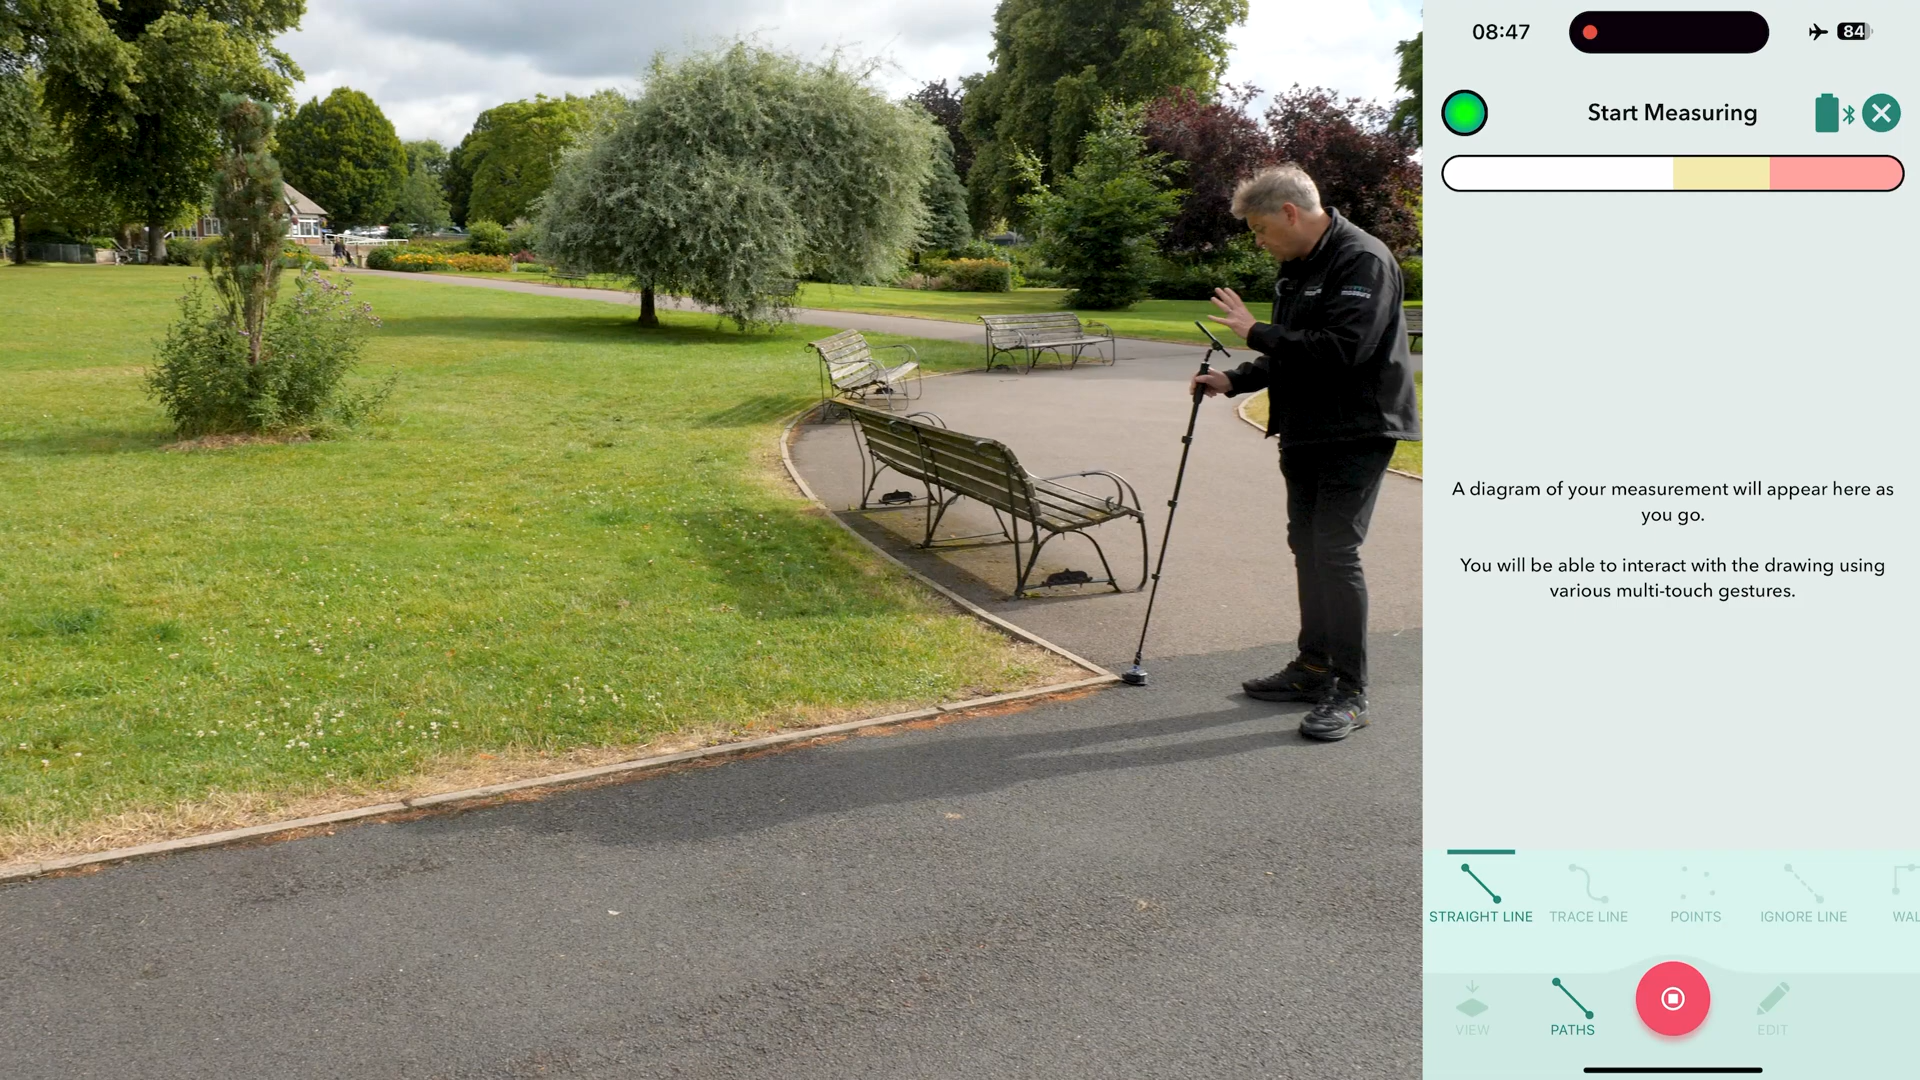 08:47
84
Start Measuring
A diagram of your measurement will appear here as
you go.
You will be able to interact with the drawing using
various multi-touch gestures.
STRAIGHT LINE
TRACE LINE
POINTS
IGNORE LINE
WAL
VIEW
PATHS
EDIT